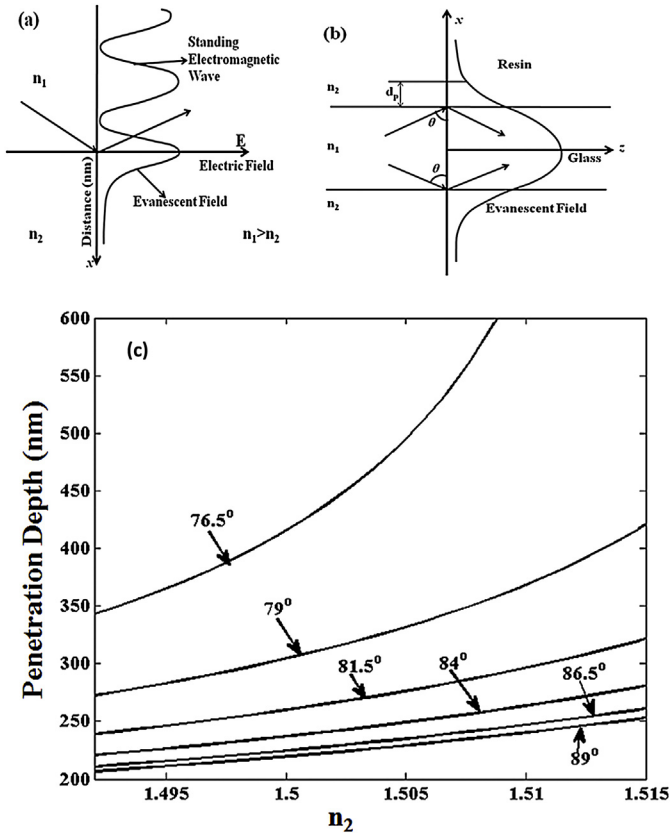 (a)
n₁
Standing
Electromagnetic
Wave
E
Electric Field
Evanescent Field
Distance (nm)
n₂
n₁>n₂
x
(b)
x
Resin
n₂
dₚ
θ
n₁
z
Glass
θ
n₂
Evanescent Field
(c)
Penetration Depth (nm)
600
550
500
450
400
350
300
250
200
76.5°
79°
81.5°
84°
86.5°
89°
1.495
1.5
1.505
1.51
1.515
n₂